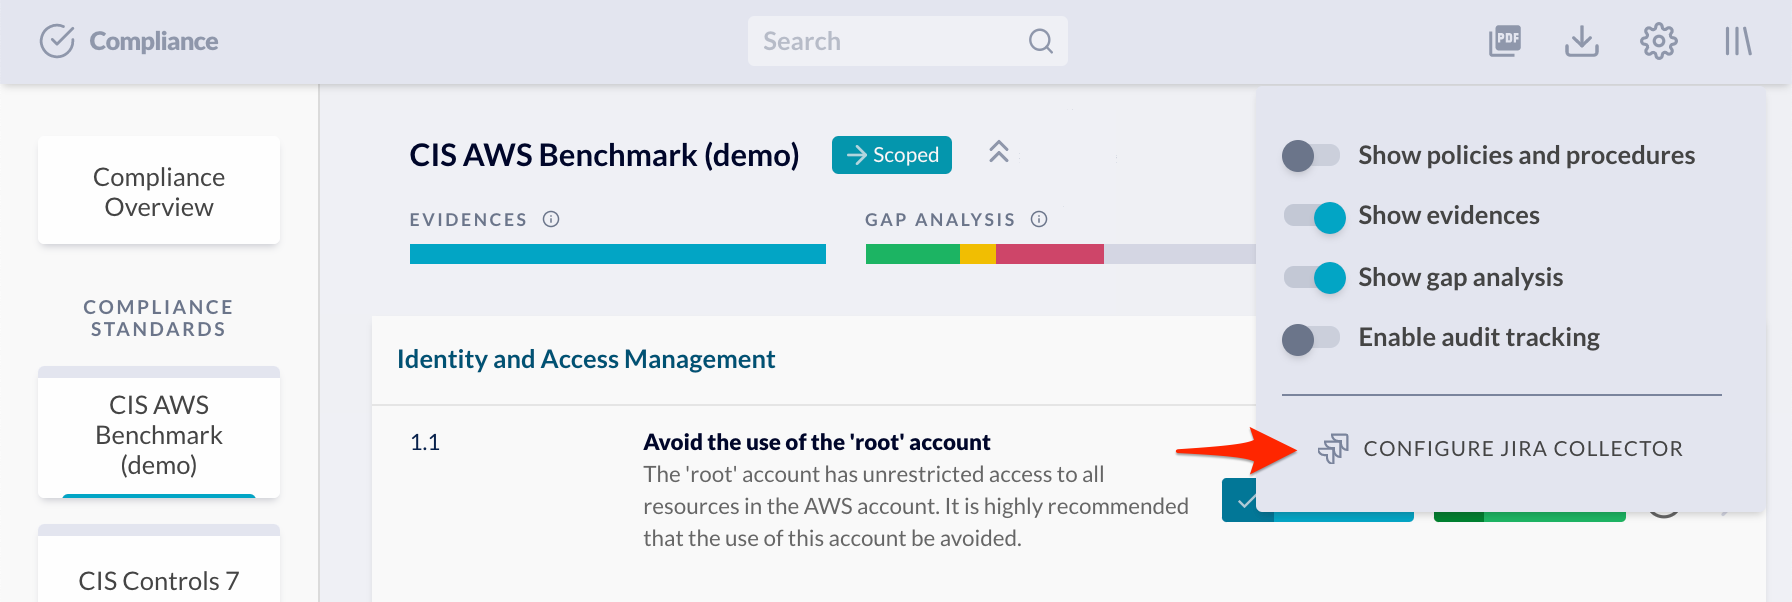 Compliance
Search
PDF
Compliance
Overview
COMPLIANCE
STANDARDS
CIS AWS
Benchmark
(demo)
CIS Controls 7
CIS AWS Benchmark (demo)
Scoped
EVIDENCES
GAP ANALYSIS
Identity and Access Management
1.1
Avoid the use of the 'root' account
The 'root' account has unrestricted access to all
resources in the AWS account. It is highly recommended
that the use of this account be avoided.
Show policies and procedures
Show evidences
Show gap analysis
Enable audit tracking
CONFIGURE JIRA COLLECTOR